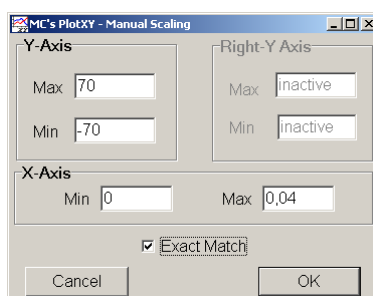 MC's PlotXY - Manual Scaling
Y-Axis
Right-Y Axis
Max 70
Max inactive
Min -70
Min inactive
X-Axis
Min 0 Max 0,04
Exact Match
Cancel OK